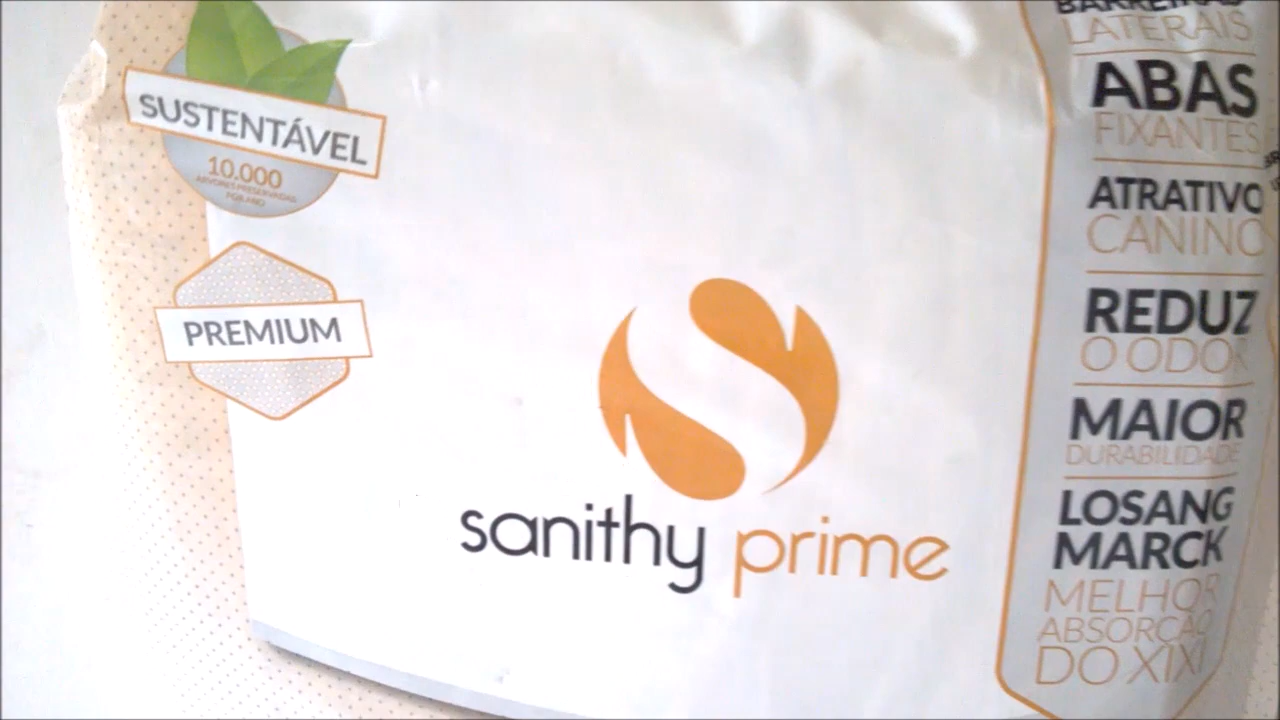 SUSTENTÁVEL
10.000
ÁRVORES PRESERVADAS
POR ANO
PREMIUM
sanithy prime
BARREIRAS
LATERAIS
ABAS
FIXANTES
ATRATIVO
CANINO
REDUZ
O ODOR
MAIOR
DURABILIDADE
LOSANG
MARCK
MELHOR
ABSORÇÃO
DO XIXI